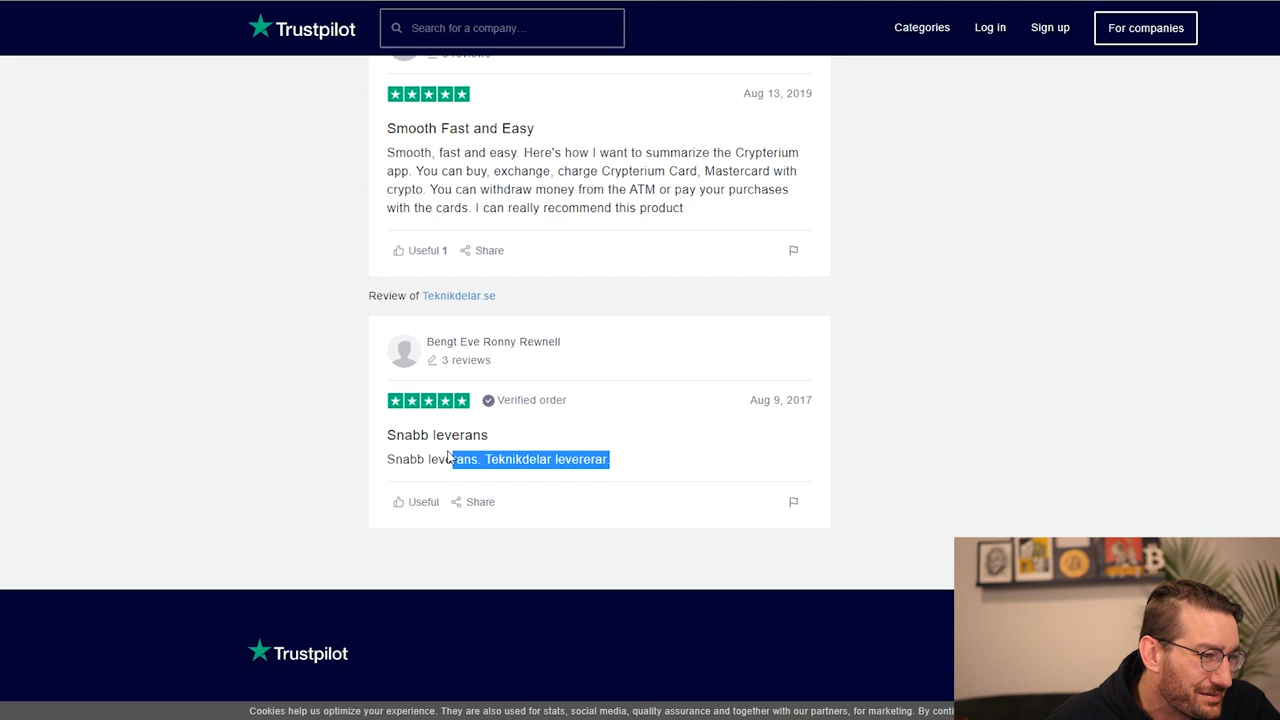 Trustpilot
Search for a company…
Categories
Log in
Sign up
For companies
Aug 13, 2019
Smooth Fast and Easy
Smooth, fast and easy. Here's how I want to summarize the Crypterium
app. You can buy, exchange, charge Crypterium Card, Mastercard with
crypto. You can withdraw money from the ATM or pay your purchases
with the cards. I can really recommend this product
Useful 1
Share
Review of Teknikdelar.se
Bengt Eve Ronny Rewnell
3 reviews
Verified order
Aug 9, 2017
Snabb leverans
Snabb leverans. Teknikdelar levererar.
Useful
Share
Trustpilot
Cookies help us optimize your experience. They are also used for stats, social media, quality assurance and together with our partners, for marketing. By